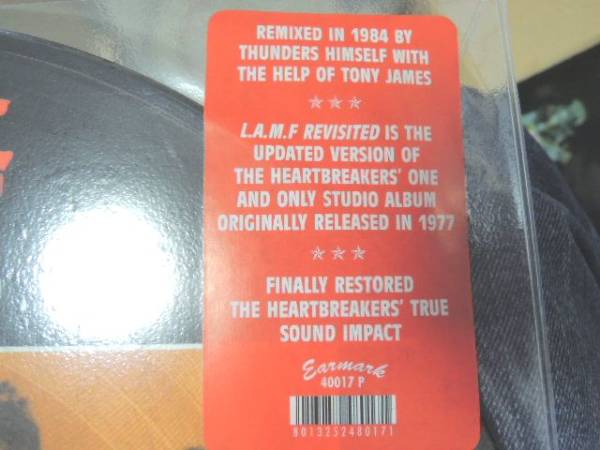 REMIXED IN 1984 BY
THUNDERS HIMSELF WITH
THE HELP OF TONY JAMES
★★★
L.A.M.F REVISITED IS THE
UPDATED VERSION OF
THE HEARTBREAKERS' ONE
AND ONLY STUDIO ALBUM
ORIGINALLY RELEASED IN 1977
★★★
FINALLY RESTORED
THE HEARTBREAKERS' TRUE
SOUND IMPACT
Earmark
40017 P
8013252480171